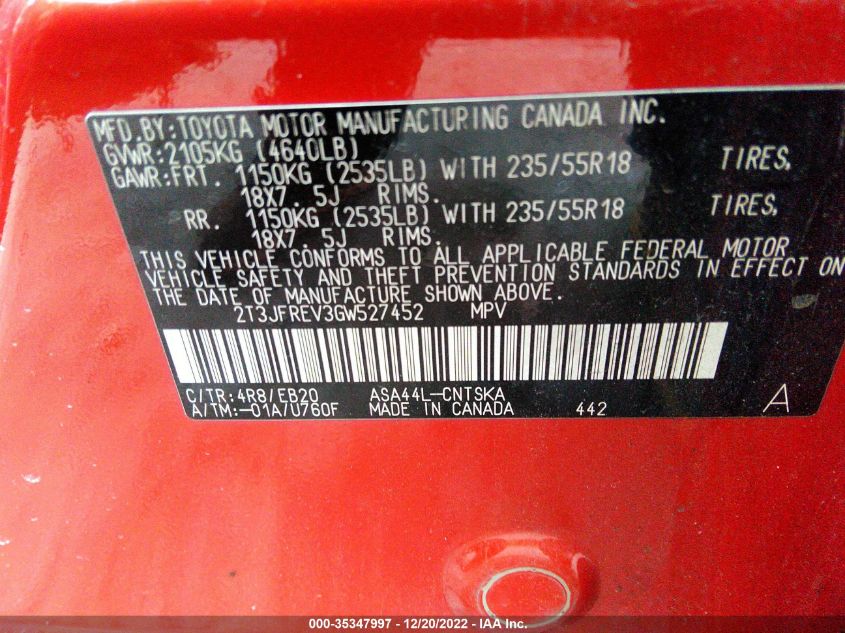 MFD.BY:TOYOTA MOTOR MANUFACTURING CANADA INC.
GVWR:2105KG (4640LB)
GAWR:FRT. 1150KG (2535LB) WITH 235/55R18 TIRES,
18X7. 5J RIMS.
RR. 1150KG (2535LB) WITH 235/55R18 TIRES,
18X7. 5J RIMS.
THIS VEHICLE CONFORMS TO ALL APPLICABLE FEDERAL MOTOR
VEHICLE SAFETY AND THEFT PREVENTION STANDARDS IN EFFECT ON
THE DATE OF MANUFACTURE SHOWN ABOVE.
2T3JFREV3GW527452 MPV
C/TR:4R8/EB20 ASA44L-CNTSKA
A/TM:-01A/U760F MADE IN CANADA 442 A
000-35347997 - 12/20/2022 - IAA Inc.